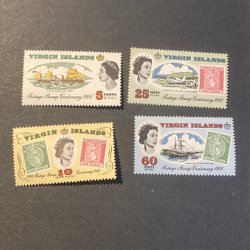 VIRGIN ISLANDS
5 CENTS
Postage Stamp Centenary 1966
VIRGIN ISLANDS
25
CENTS
Postage Stamp Centenary 1966
VIRGIN ISLANDS
10
CENTS
1866 Postage Stamp Centenary 1966
VIRGIN ISLANDS
60
CENTS
Postage Stamp Centenary 1966